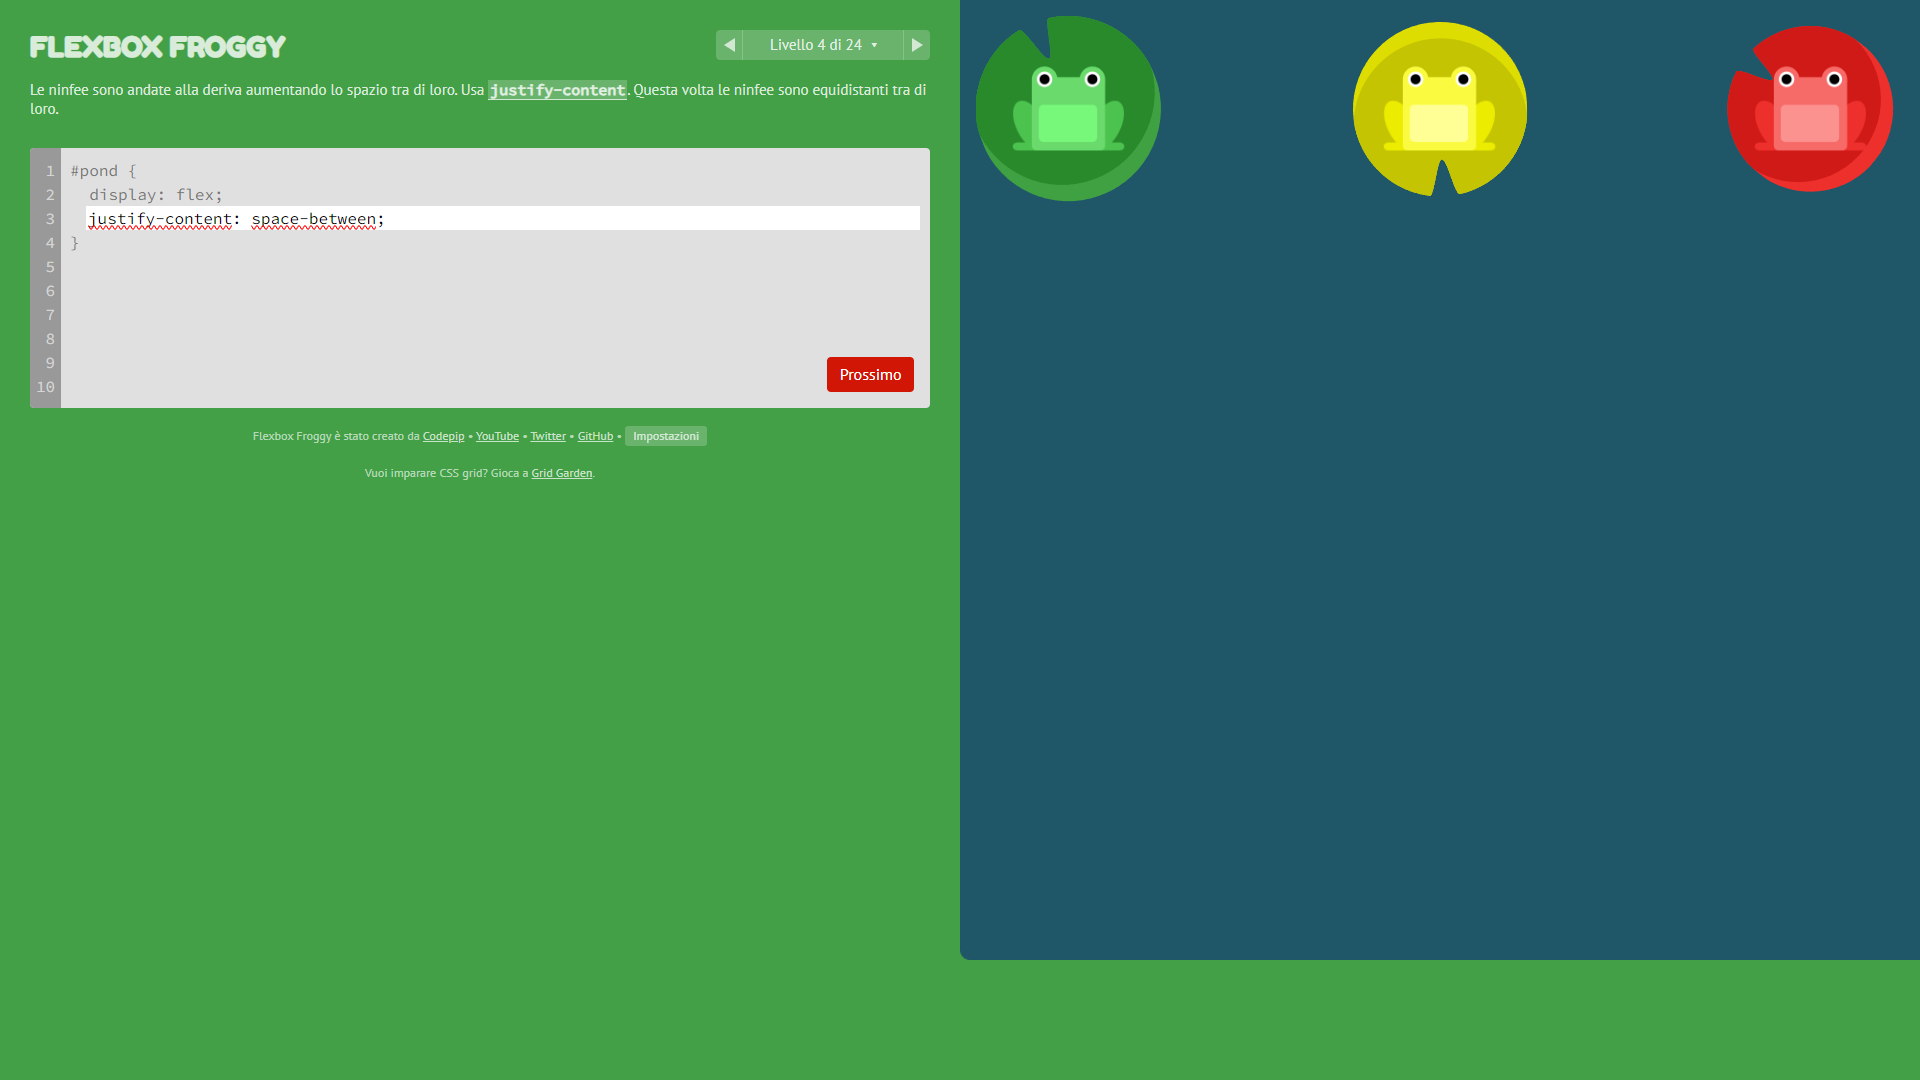 FLEXBOX FROGGY
Livello 4 di 24 ▾
Le ninfee sono andate alla deriva aumentando lo spazio tra di loro. Usa justify-content. Questa volta le ninfee sono equidistanti tra di
loro.
1 #pond {
2 display: flex;
3 justify-content: space-between;
4 }
5
6
7
8
9
10
Prossimo
Flexbox Froggy è stato creato da Codepip • YouTube • Twitter • GitHub • Impostazioni
Vuoi imparare CSS grid? Gioca a Grid Garden.